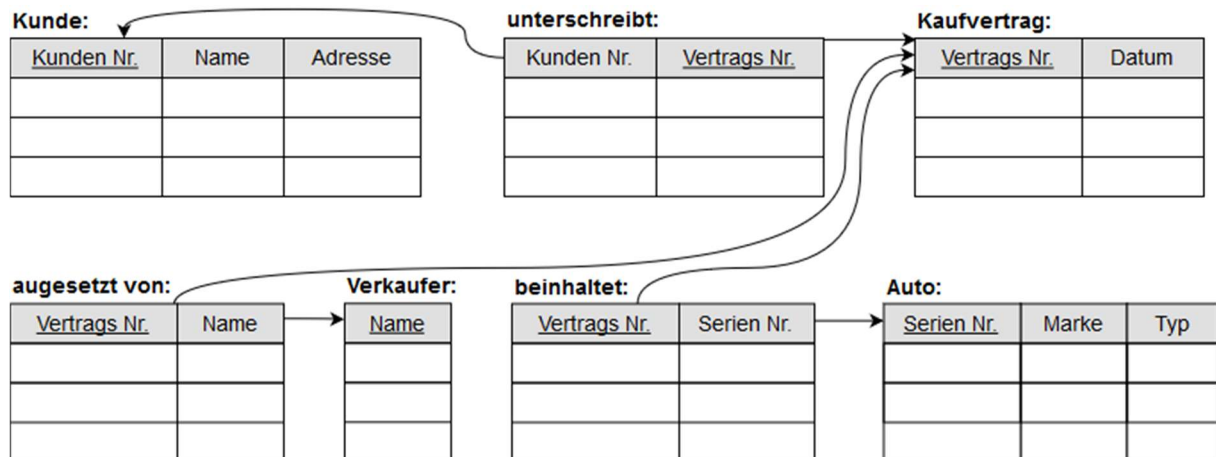 Kunde: unterschreibt: Kaufvertrag:
Kunden Nr. Name Adresse Kunden Nr. Vertrags Nr. Vertrags Nr. Datum
augesetzt von: Verkaufer: beinhaltet: Auto:
Vertrags Nr. Name Name Vertrags Nr. Serien Nr. Serien Nr. Marke Typ